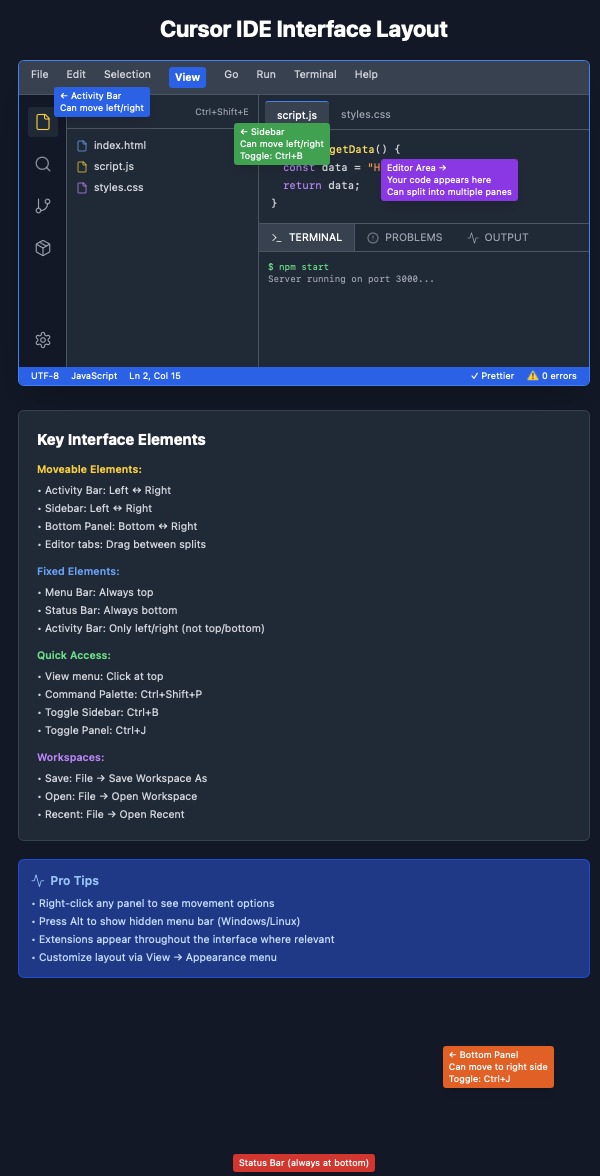 Cursor IDE Interface Layout
File Edit Selection View Go Run Terminal Help
← Activity Bar
Can move left/right
Ctrl+Shift+E
script.js styles.css
← Sidebar
Can move left/right
Toggle: Ctrl+B
index.html
script.js
styles.css
getData() {
const data = "H
return data;
}
Editor Area →
Your code appears here
Can split into multiple panes
>_ TERMINAL PROBLEMS OUTPUT
$ npm start
Server running on port 3000...
UTF-8 JavaScript Ln 2, Col 15 ✓ Prettier ⚠️ 0 errors
Key Interface Elements
Moveable Elements:
• Activity Bar: Left ↔ Right
• Sidebar: Left ↔ Right
• Bottom Panel: Bottom ↔ Right
• Editor tabs: Drag between splits
Fixed Elements:
• Menu Bar: Always top
• Status Bar: Always bottom
• Activity Bar: Only left/right (not top/bottom)
Quick Access:
• View menu: Click at top
• Command Palette: Ctrl+Shift+P
• Toggle Sidebar: Ctrl+B
• Toggle Panel: Ctrl+J
Workspaces:
• Save: File → Save Workspace As
• Open: File → Open Workspace
• Recent: File → Open Recent
Pro Tips
• Right-click any panel to see movement options
• Press Alt to show hidden menu bar (Windows/Linux)
• Extensions appear throughout the interface where relevant
• Customize layout via View → Appearance menu
← Bottom Panel
Can move to right side
Toggle: Ctrl+J
Status Bar (always at bottom)